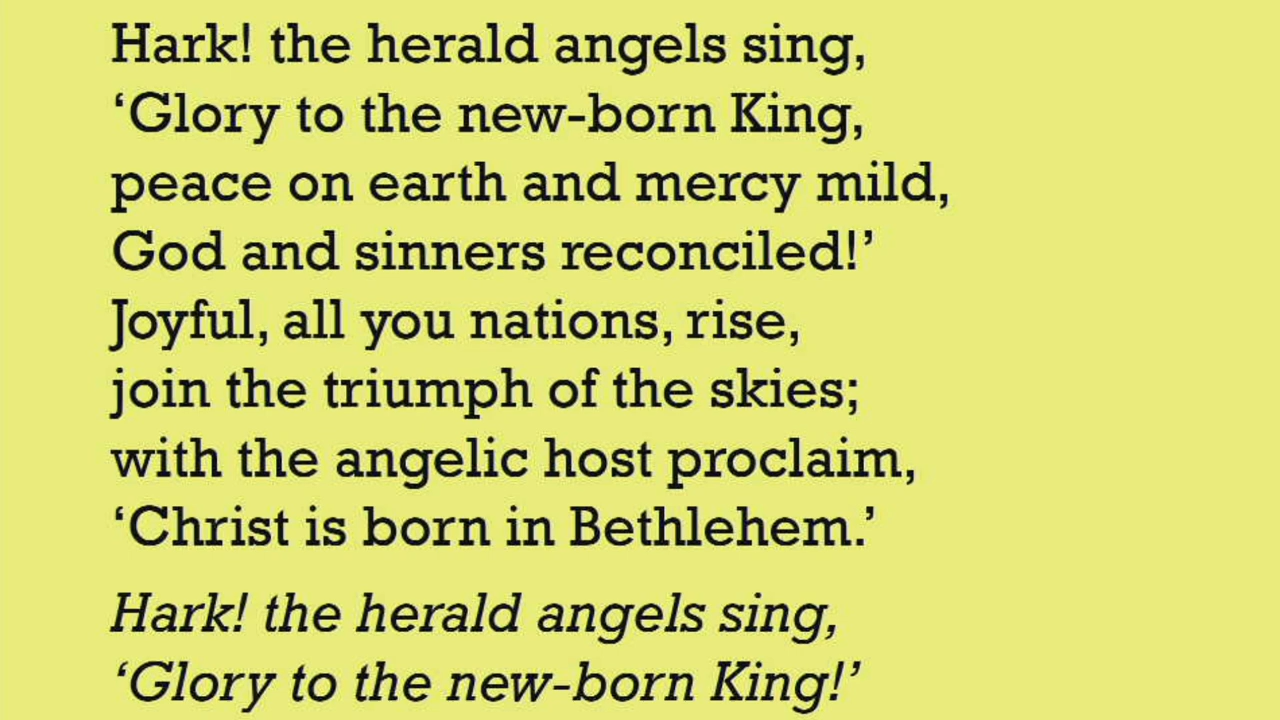 Hark! the herald angels sing,
‘Glory to the new-born King,
peace on earth and mercy mild,
God and sinners reconciled!’
Joyful, all you nations, rise,
join the triumph of the skies;
with the angelic host proclaim,
‘Christ is born in Bethlehem.’
Hark! the herald angels sing,
‘Glory to the new-born King!’